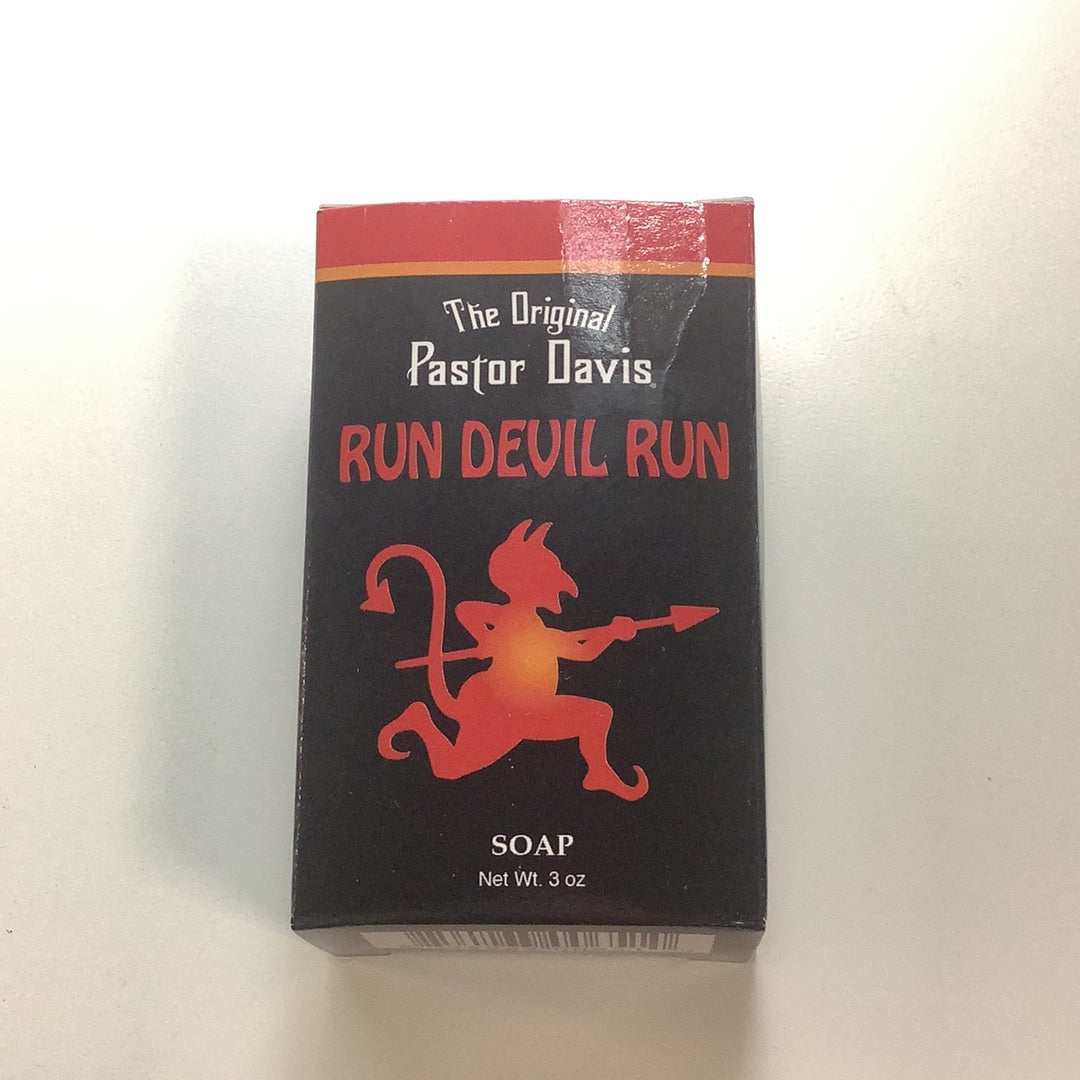 The Original
Pastor Davis
RUN DEVIL RUN
SOAP
Net Wt. 3 oz